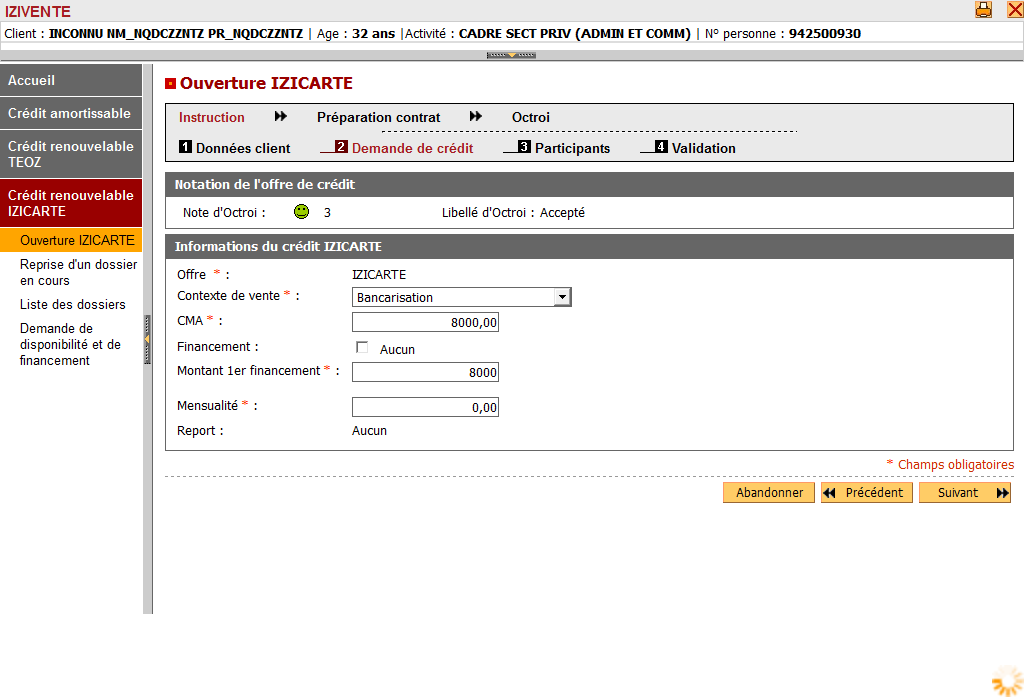 IZIVENTE
Client : INCONNU NM_NQDCZZNTZ PR_NQDCZZNTZ | Age : 32 ans |Activité : CADRE SECT PRIV (ADMIN ET COMM) | N° personne : 942500930
Accueil
Crédit amortissable
Crédit renouvelable
TEOZ
Crédit renouvelable
IZICARTE
Ouverture IZICARTE
Reprise d'un dossier
en cours
Liste des dossiers
Demande de
disponibilité et de
financement
Ouverture IZICARTE
Instruction Préparation contrat Octroi
1 Données client 2 Demande de crédit 3 Participants 4 Validation
Notation de l'offre de crédit
Note d'Octroi : 3 Libellé d'Octroi : Accepté
Informations du crédit IZICARTE
Offre * : IZICARTE
Contexte de vente * : Bancarisation
CMA * : 8000,00
Financement : Aucun
Montant 1er financement * : 8000
Mensualité * : 0,00
Report : Aucun
* Champs obligatoires
Abandonner Précédent Suivant